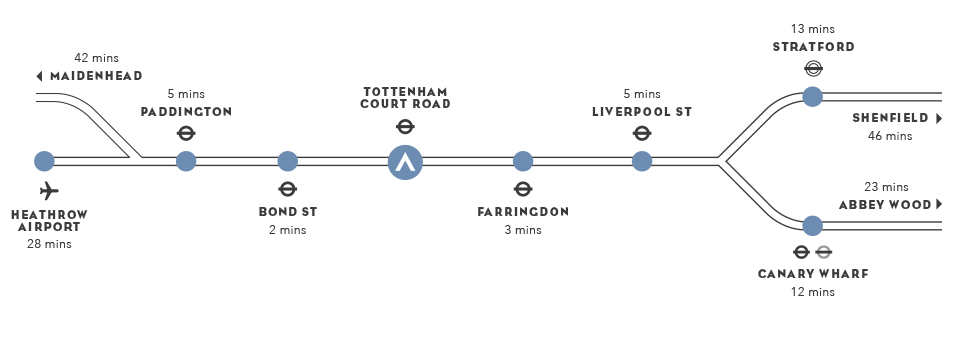 42 mins
MAIDENHEAD
5 mins
PADDINGTON
TOTTENHAM
COURT ROAD
5 mins
LIVERPOOL ST
13 mins
STRATFORD
SHENFIELD
46 mins
HEATHROW
AIRPORT
28 mins
BOND ST
2 mins
FARRINGDON
3 mins
23 mins
ABBEY WOOD
CANARY WHARF
12 mins